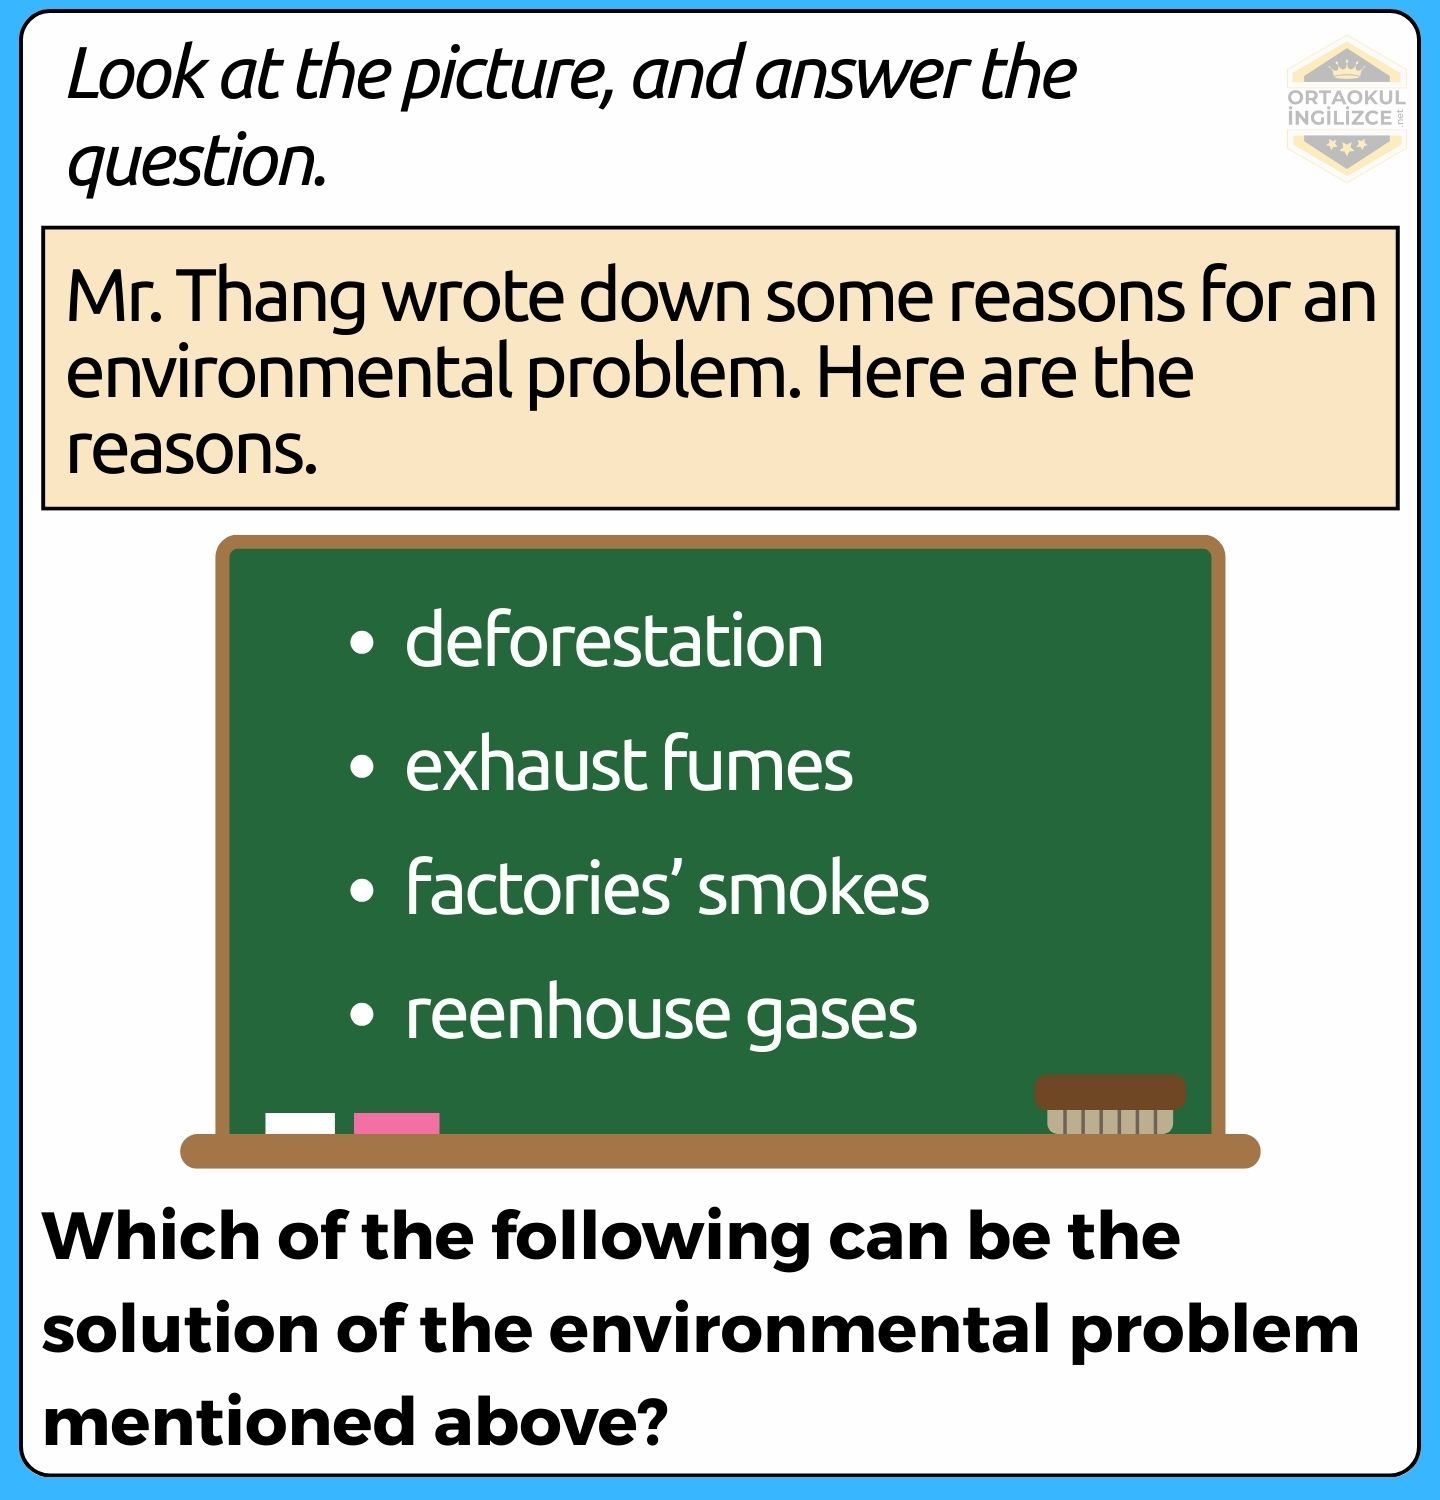 Look at the picture, and answer the
question.
ORTAOKUL
İNGİLİZCE
.net
Mr. Thang wrote down some reasons for an
environmental problem. Here are the
reasons.
• deforestation
• exhaust fumes
• factories’ smokes
• reenhouse gases
Which of the following can be the
solution of the environmental problem
mentioned above?